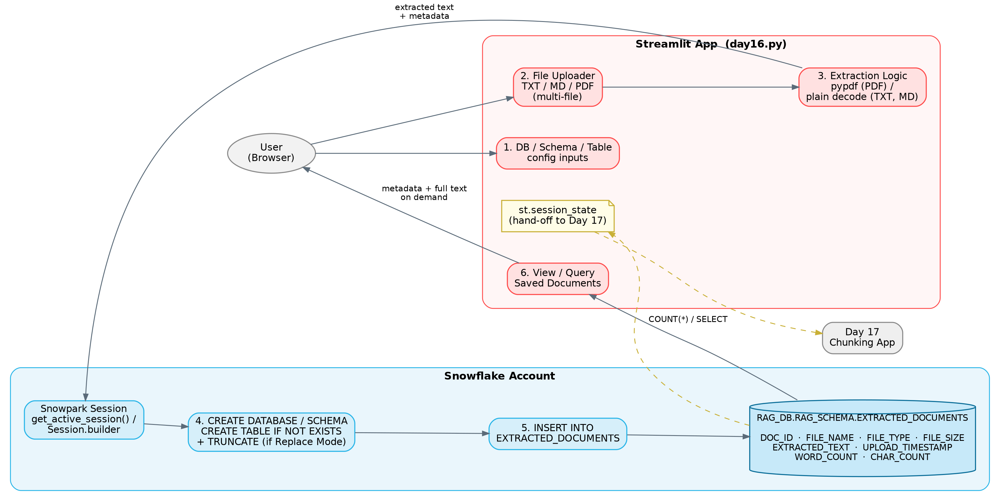 extracted text
+ metadata
Streamlit App  (day16.py)
2. File Uploader
TXT / MD / PDF
(multi-file)
3. Extraction Logic
pypdf (PDF) /
plain decode (TXT, MD)
User
(Browser)
1. DB / Schema / Table
config inputs
metadata + full text
on demand
st.session_state
(hand-off to Day 17)
6. View / Query
Saved Documents
COUNT(*) / SELECT
Day 17
Chunking App
Snowflake Account
Snowpark Session
get_active_session() /
Session.builder
4. CREATE DATABASE / SCHEMA
CREATE TABLE IF NOT EXISTS
+ TRUNCATE (if Replace Mode)
5. INSERT INTO
EXTRACTED_DOCUMENTS
RAG_DB.RAG_SCHEMA.EXTRACTED_DOCUMENTS
DOC_ID · FILE_NAME · FILE_TYPE · FILE_SIZE
EXTRACTED_TEXT · UPLOAD_TIMESTAMP
WORD_COUNT · CHAR_COUNT